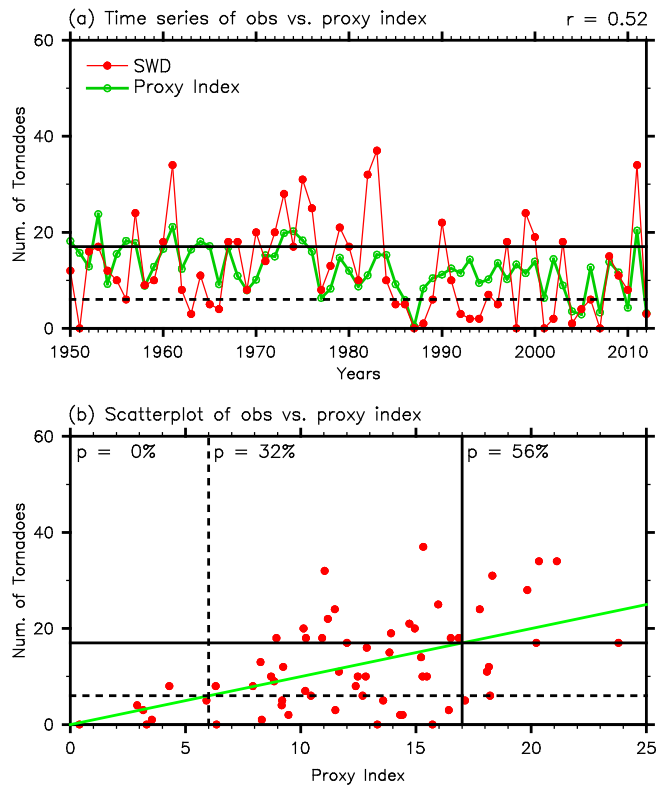 (a) Time series of obs vs. proxy index r = 0.52
60
40
20
0
Num. of Tornadoes
SWD
Proxy Index
1950 1960 1970 1980 1990 2000 2010
Years
(b) Scatterplot of obs vs. proxy index
60
40
20
0
Num. of Tornadoes
p = 0% p = 32% p = 56%
0 5 10 15 20 25
Proxy Index